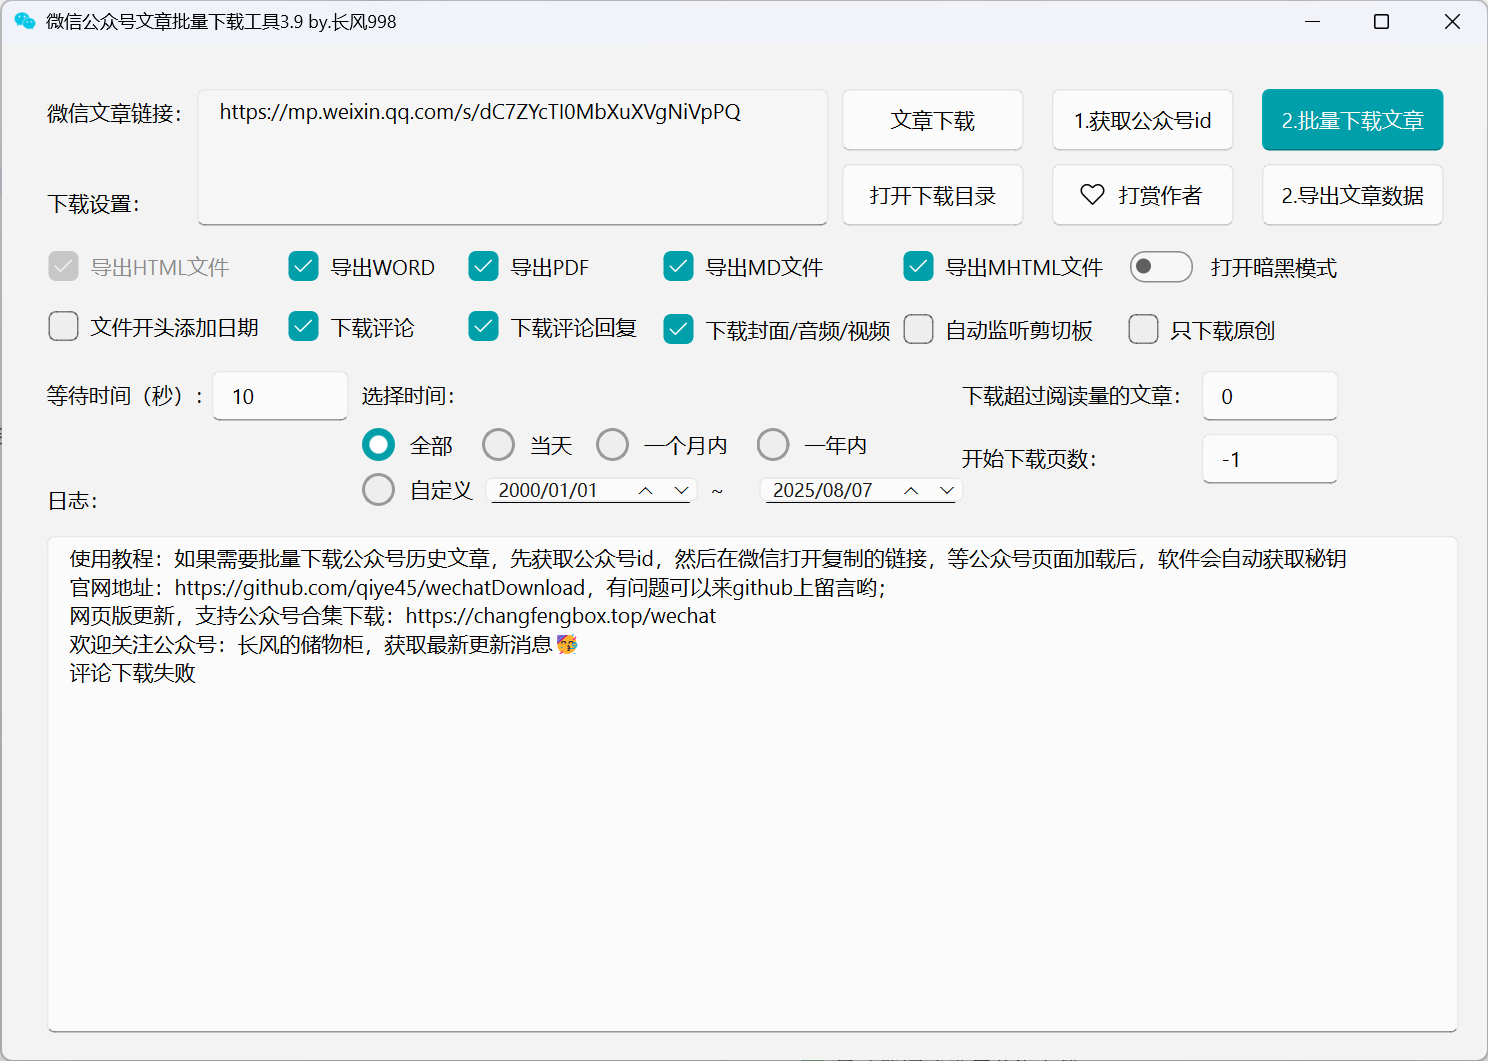 微信公众号文章批量下载工具3.9 by.长风998
微信文章链接：
https://mp.weixin.qq.com/s/dC7ZYcTI0MbXuXVgNiVpPQ
文章下载
1.获取公众号id
2.批量下载文章
下载设置：
打开下载目录
打赏作者
2.导出文章数据
导出HTML文件
导出WORD
导出PDF
导出MD文件
导出MHTML文件
打开暗黑模式
文件开头添加日期
下载评论
下载评论回复
下载封面/音频/视频
自动监听剪切板
只下载原创
等待时间（秒）：
10
选择时间：
下载超过阅读量的文章：
0
全部
当天
一个月内
一年内
开始下载页数：
-1
自定义
2000/01/01
~
2025/08/07
日志：
使用教程：如果需要批量下载公众号历史文章，先获取公众号id，然后在微信打开复制的链接，等公众号页面加载后，软件会自动获取秘钥
官网地址：https://github.com/qiye45/wechatDownload，有问题可以来github上留言哟；
网页版更新，支持公众号合集下载：https://changfengbox.top/wechat
欢迎关注公众号：长风的储物柜，获取最新更新消息🥳
评论下载失败